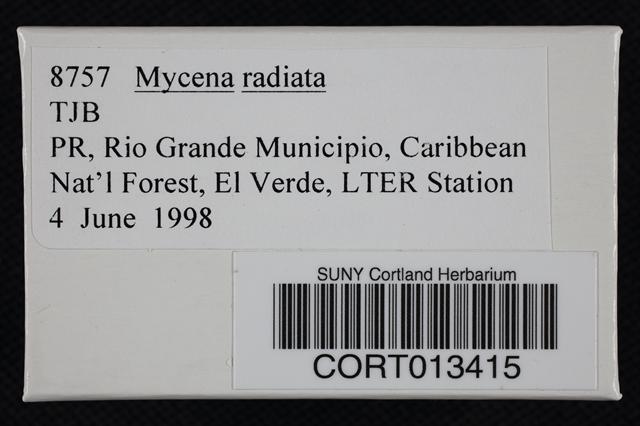 8757 Mycena radiata
TJB
PR, Rio Grande Municipio, Caribbean
Nat'l Forest, El Verde, LTER Station
4 June 1998
SUNY Cortland Herbarium
CORT013415